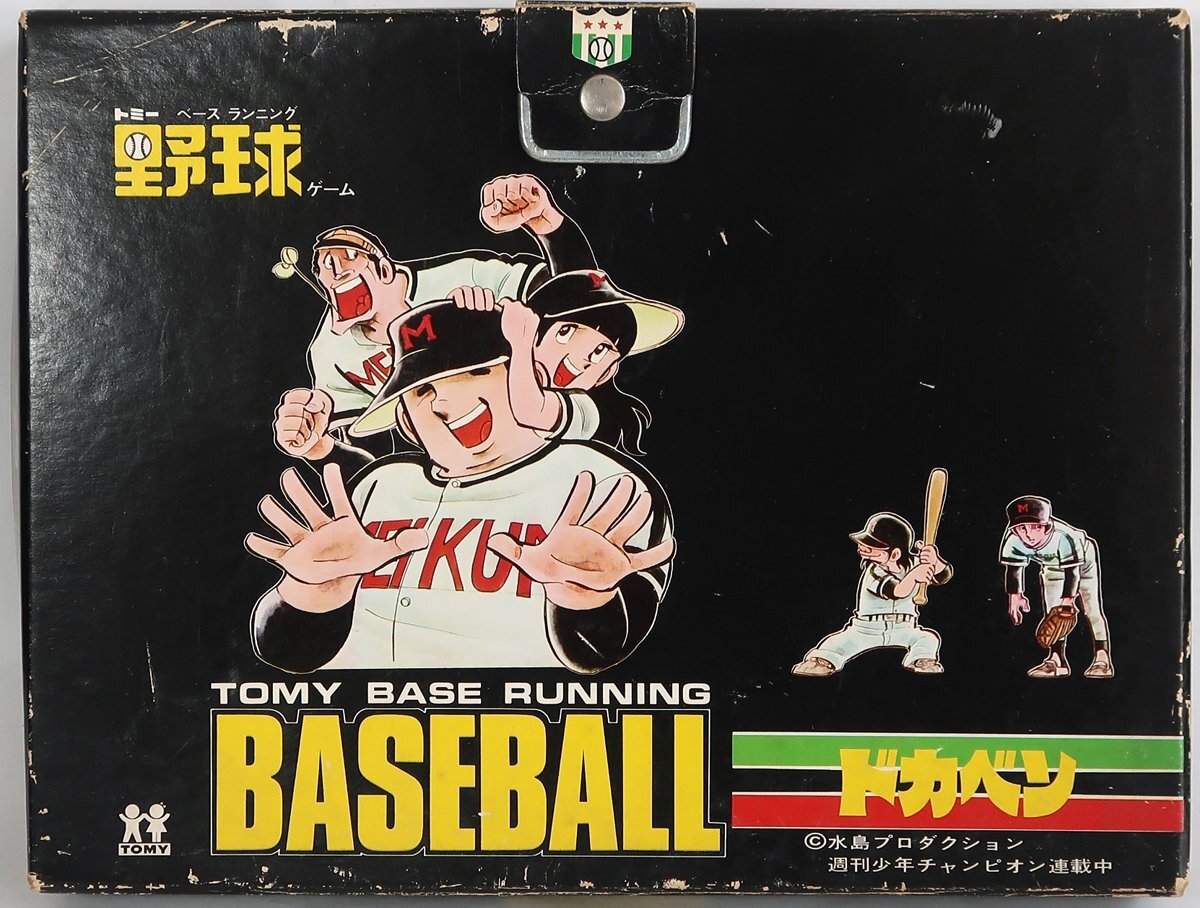 トミー ベース ランニング
野球ゲーム
M
M
ME
MEIKUN
M
TOMY BASE RUNNING
BASEBALL
ドカベン
TOMY
©水島プロダクション
週刊少年チャンピオン連載中